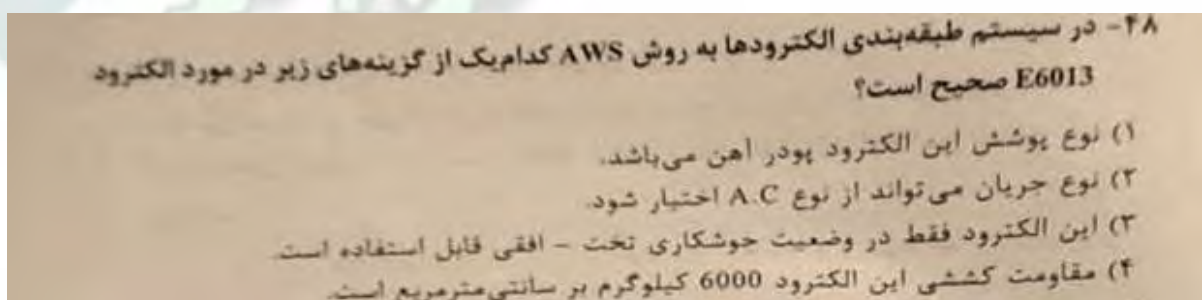 ۴۸- در سیستم طبقه‌بندی الکترودها به روش AWS کدام‌یک از گزینه‌های زیر در مورد الکترود
E6013 صحیح است؟
۱) نوع پوشش این الکترود پودر آهن می‌باشد.
۲) نوع جریان می‌تواند از نوع A.C اختیار شود.
۳) این الکترود فقط در وضعیت جوشکاری تخت - افقی قابل استفاده است.
۴) مقاومت کششی این الکترود 6000 کیلوگرم بر سانتی‌مترمربع است.